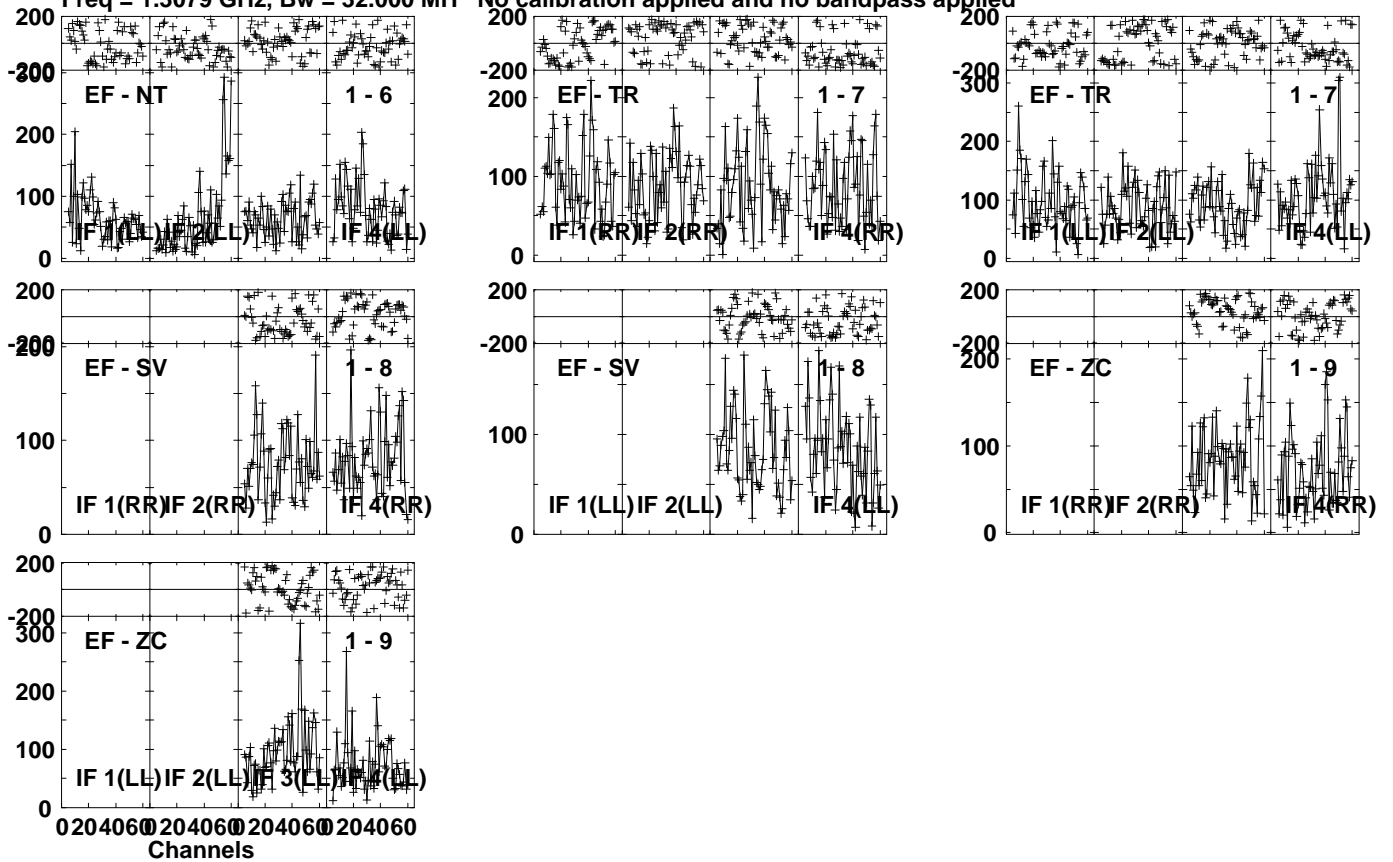 Freq = 1.5079 GHz, Bw = 32.000 MH No calibration applied and no bandpass applied
200
-200
300
200
100
0
EF - NT
1 - 6
IF 1(LL)
IF 2(LL)
IF 4(LL)
-200
200
100
0
EF - TR
1 - 7
IF 1(RR)
IF 2(RR)
IF 4(RR)
200
-200
300
200
100
0
EF - TR
1 - 7
IF 1(LL)
IF 2(LL)
IF 4(LL)
200
-200
200
100
0
EF - SV
1 - 8
IF 1(RR)
IF 2(RR)
IF 4(RR)
200
-200
100
0
EF - SV
1 - 8
IF 1(LL)
IF 2(LL)
IF 4(LL)
200
-200
200
100
0
EF - ZC
1 - 9
IF 1(RR)
IF 2(RR)
IF 4(RR)
200
-200
300
200
100
0
EF - ZC
1 - 9
IF 1(LL)
IF 2(LL)
IF 3(LL)
IF 4(LL)
0 20 40 60 0 20 40 60 0 20 40 60 0 20 40 60
Channels